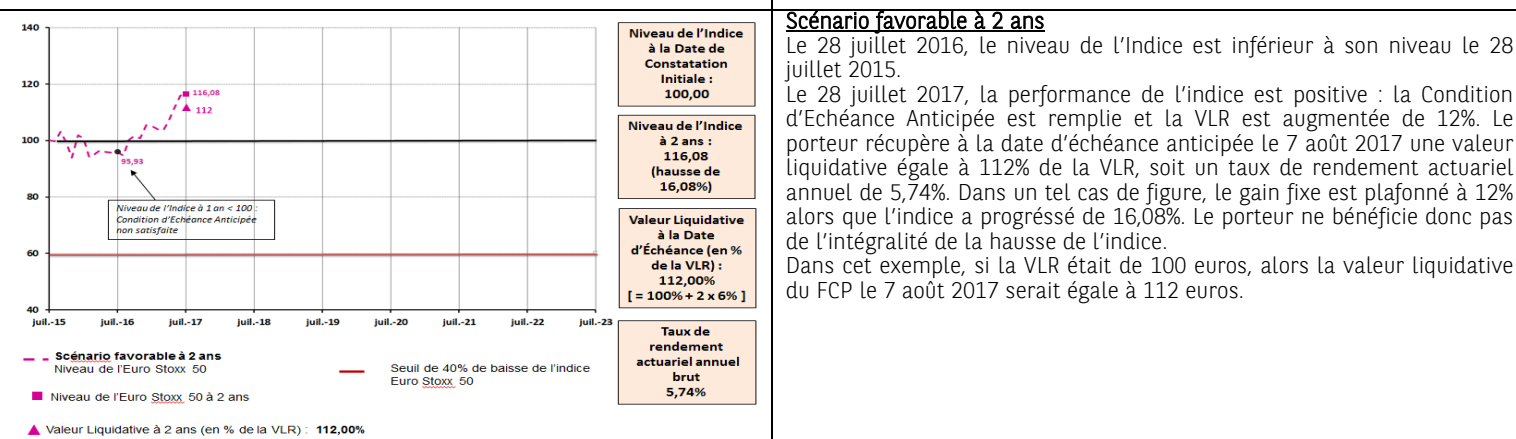 140
120
100
80
60
40
116,08
112
95,93
Niveau de l'Indice à 1 an < 100 :
Condition d'Echéance Anticipée
non satisfaite
juil.-15 juil.-16 juil.-17 juil.-18 juil.-19 juil.-20 juil.-21 juil.-22 juil.-23
Scénario favorable à 2 ans
Niveau de l'Euro Stoxx 50
Seuil de 40% de baisse de l'indice
Euro Stoxx 50
Niveau de l'Euro Stoxx 50 à 2 ans
Valeur Liquidative à 2 ans (en % de la VLR) : 112,00%
Niveau de l'Indice
à la Date de
Constatation
Initiale :
100,00
Niveau de l'Indice
à 2 ans :
116,08
(hausse de
16,08%)
Valeur Liquidative
à la Date
d'Échéance (en %
de la VLR) :
112,00%
[ = 100% + 2 x 6% ]
Taux de
rendement
actuariel annuel
brut
5,74%
Scénario favorable à 2 ans
Le 28 juillet 2016, le niveau de l'Indice est inférieur à son niveau le 28
juillet 2015.
Le 28 juillet 2017, la performance de l'indice est positive : la Condition
d'Echéance Anticipée est remplie et la VLR est augmentée de 12%. Le
porteur récupère à la date d'échéance anticipée le 7 août 2017 une valeur
liquidative égale à 112% de la VLR, soit un taux de rendement actuariel
annuel de 5,74%. Dans un tel cas de figure, le gain fixe est plafonné à 12%
alors que l'indice a progréssé de 16,08%. Le porteur ne bénéficie donc pas
de l'intégralité de la hausse de l'indice.
Dans cet exemple, si la VLR était de 100 euros, alors la valeur liquidative
du FCP le 7 août 2017 serait égale à 112 euros.